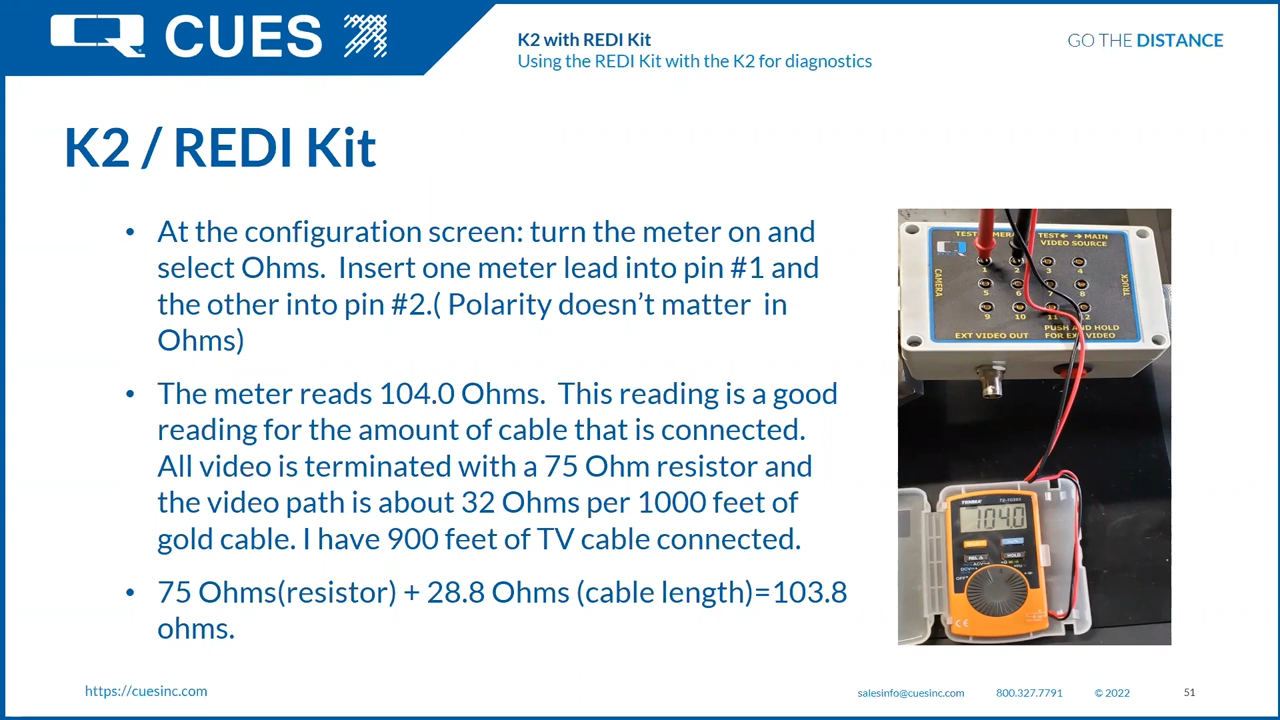 CUES
K2 with REDI Kit
Using the REDI Kit with the K2 for diagnostics
GO THE DISTANCE
K2 / REDI Kit
• At the configuration screen: turn the meter on and
select Ohms.  Insert one meter lead into pin #1 and
the other into pin #2.( Polarity doesn’t matter  in
Ohms)
• The meter reads 104.0 Ohms.  This reading is a good
reading for the amount of cable that is connected.
All video is terminated with a 75 Ohm resistor and
the video path is about 32 Ohms per 1000 feet of
gold cable. I have 900 feet of TV cable connected.
• 75 Ohms(resistor) + 28.8 Ohms (cable length)=103.8
ohms.
TEST
TEST← →MAIN
VIDEO SOURCE
CAMERA
TRUCK
1 2 3 4
5 6 8
9 10 11 12
EXT VIDEO OUT
PUSH AND HOLD
FOR EXT VIDEO
TENMA
104.0
HOLD
OFF
CE
https://cuesinc.com
salesinfo@cuesinc.com
800.327.7791
© 2022
51